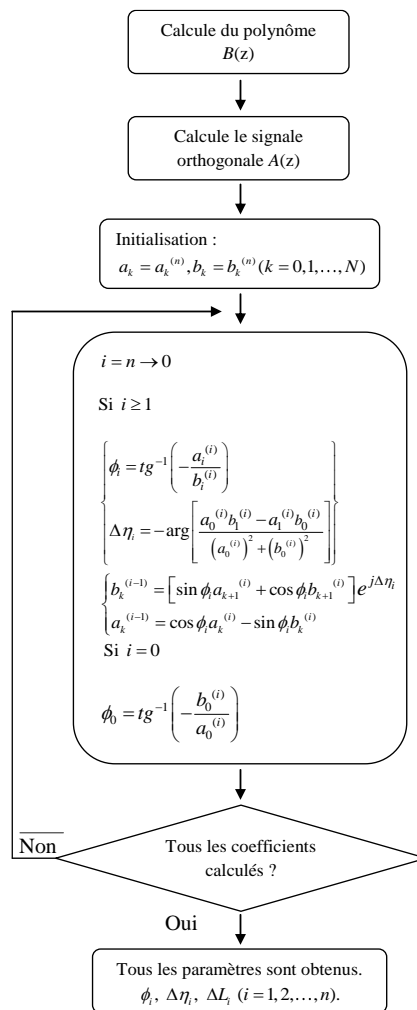 Calcule du polynôme
B(z)
Calcule le signale
orthogonale A(z)
Initialisation :
a_k = a_k^(n), b_k = b_k^(n) (k = 0,1,…,N)
i = n → 0
Si i ≥ 1
{ϕ_i = tg^-1(−a_i^(i) / b_i^(i))
Δη_i = −arg[(a_0^(i) b_1^(i) − a_1^(i) b_0^(i)) / ((a_0^(i))^2 + (b_0^(i))^2)]}
{b_k^(i−1) = [sin ϕ_i a_k+1^(i) + cos ϕ_i b_k+1^(i)] e^jΔη_i
a_k^(i−1) = cos ϕ_i a_k^(i) − sin ϕ_i b_k^(i)
Si i = 0
ϕ_0 = tg^-1(−b_0^(i) / a_0^(i))
Non
Tous les coefficients
calculés ?
Oui
Tous les paramètres sont obtenus.
ϕ_i, Δη_i, ΔL_i (i = 1,2,…,n).